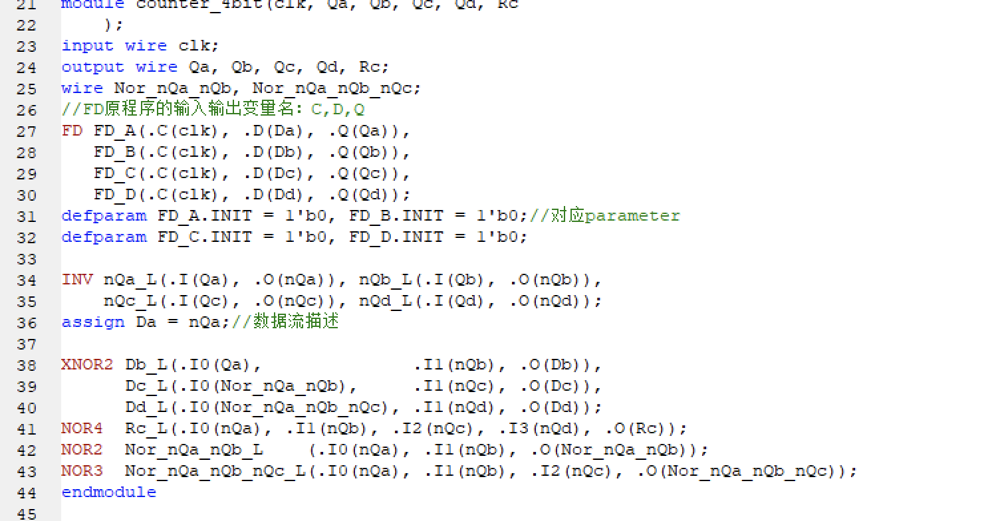 21 module counter_4bit(clk, Qa, Qb, Qc, Qd, Rc
22     );
23 input wire clk;
24 output wire Qa, Qb, Qc, Qd, Rc;
25 wire Nor_nQa_nQb, Nor_nQa_nQb_nQc;
26 //FD原程序的输入输出变量名: C,D,Q
27 FD FD_A(.C(clk), .D(Da), .Q(Qa)),
28    FD_B(.C(clk), .D(Db), .Q(Qb)),
29    FD_C(.C(clk), .D(Dc), .Q(Qc)),
30    FD_D(.C(clk), .D(Dd), .Q(Qd));
31 defparam FD_A.INIT = 1'b0, FD_B.INIT = 1'b0;//对应parameter
32 defparam FD_C.INIT = 1'b0, FD_D.INIT = 1'b0;
33
34 INV nQa_L(.I(Qa), .O(nQa)), nQb_L(.I(Qb), .O(nQb)),
35     nQc_L(.I(Qc), .O(nQc)), nQd_L(.I(Qd), .O(nQd));
36 assign Da = nQa;//数据流描述
37
38 XNOR2 Db_L(.I0(Qa),              .I1(nQb), .O(Db)),
39       Dc_L(.I0(Nor_nQa_nQb),     .I1(nQc), .O(Dc)),
40       Dd_L(.I0(Nor_nQa_nQb_nQc), .I1(nQd), .O(Dd));
41 NOR4  Rc_L(.I0(nQa), .I1(nQb), .I2(nQc), .I3(nQd), .O(Rc));
42 NOR2  Nor_nQa_nQb_L    (.I0(nQa), .I1(nQb), .O(Nor_nQa_nQb));
43 NOR3  Nor_nQa_nQb_nQc_L(.I0(nQa), .I1(nQb), .I2(nQc), .O(Nor_nQa_nQb_nQc));
44 endmodule
45